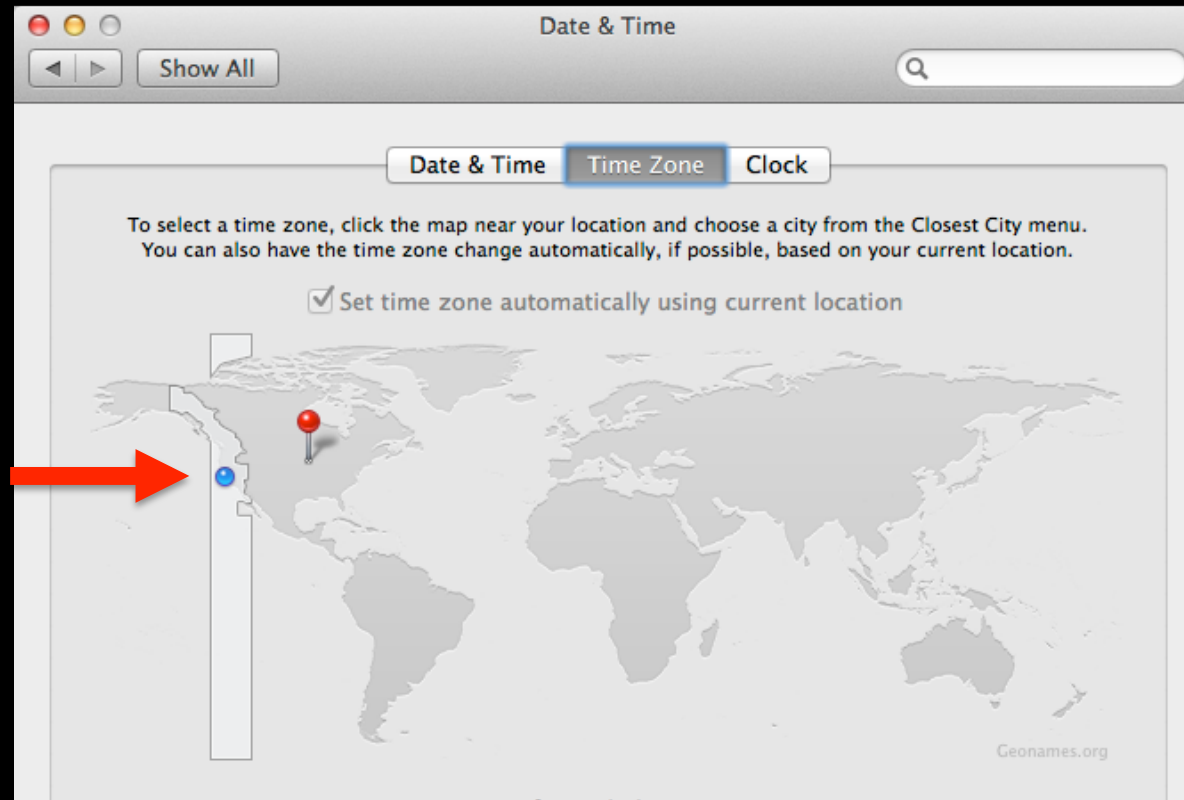 Date & Time
Show All
Date & Time Time Zone Clock
To select a time zone, click the map near your location and choose a city from the Closest City menu.
You can also have the time zone change automatically, if possible, based on your current location.
Set time zone automatically using current location
Geonames.org